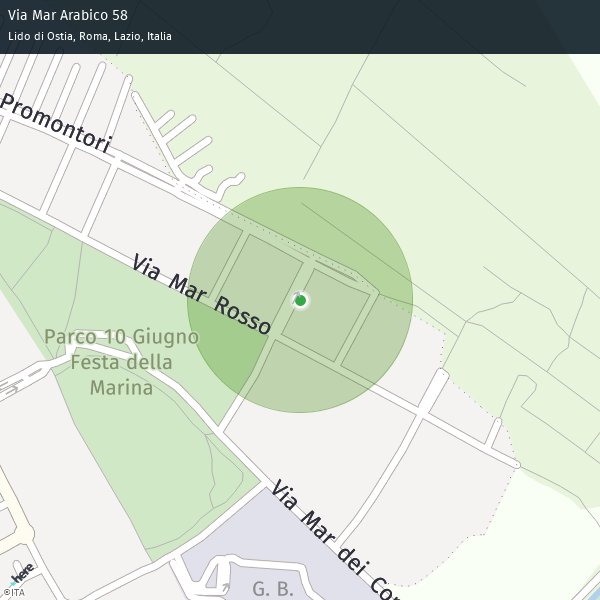 Via Mar Arabico 58
Lido di Ostia, Roma, Lazio, Italia
Promontori
Via Mar Rosso
Parco 10 Giugno
Festa della
Marina
Via Mar dei Cor
G. B.
here
©ITA